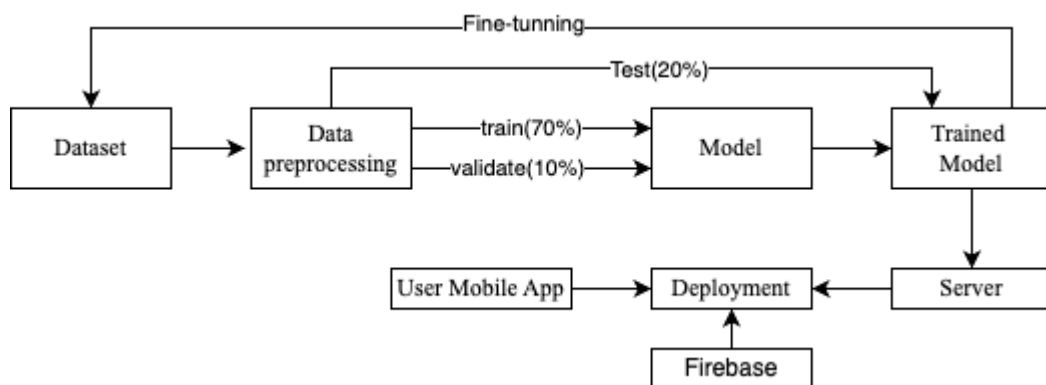 Fine-tunning
Test(20%)
Dataset
Data
preprocessing
train(70%)
validate(10%)
Model
Trained
Model
User Mobile App
Deployment
Server
Firebase